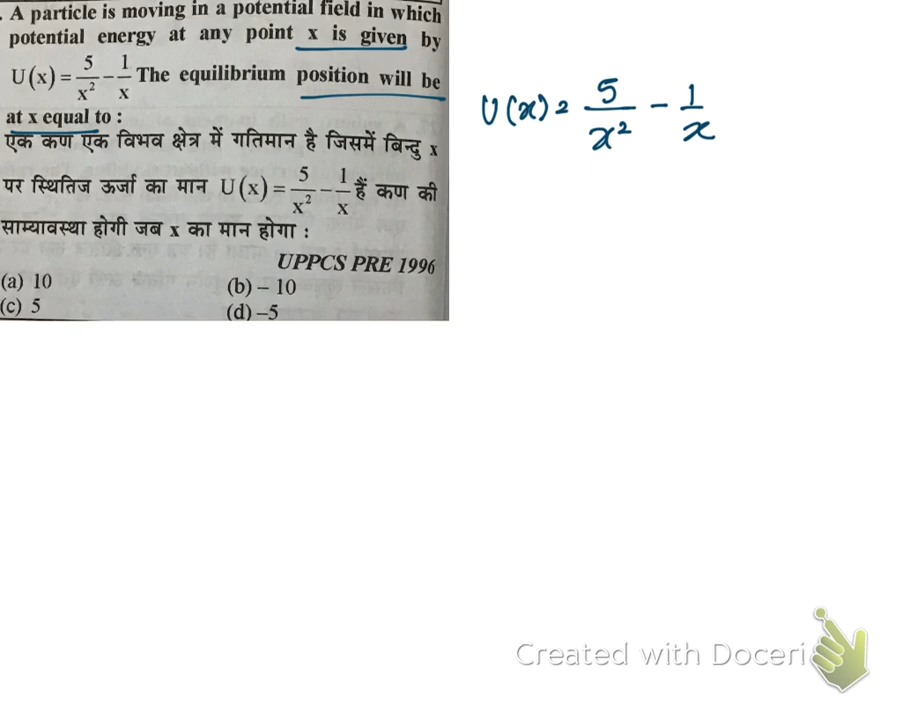 . A particle is moving in a potential field in which
potential energy at any point x is given by
U(x) = 5/x² − 1/x The equilibrium position will be
at x equal to :
एक कण एक विभव क्षेत्र में गतिमान है जिसमें बिन्दु x
पर स्थितिज ऊर्जा का मान U(x) = 5/x² − 1/x हैं कण की
साम्यावस्था होगी जब x का मान होगा :
UPPCS PRE 1996
(a) 10 (b) – 10
(c) 5 (d) –5
U(x) = 5/x² − 1/x
Created with Doceri